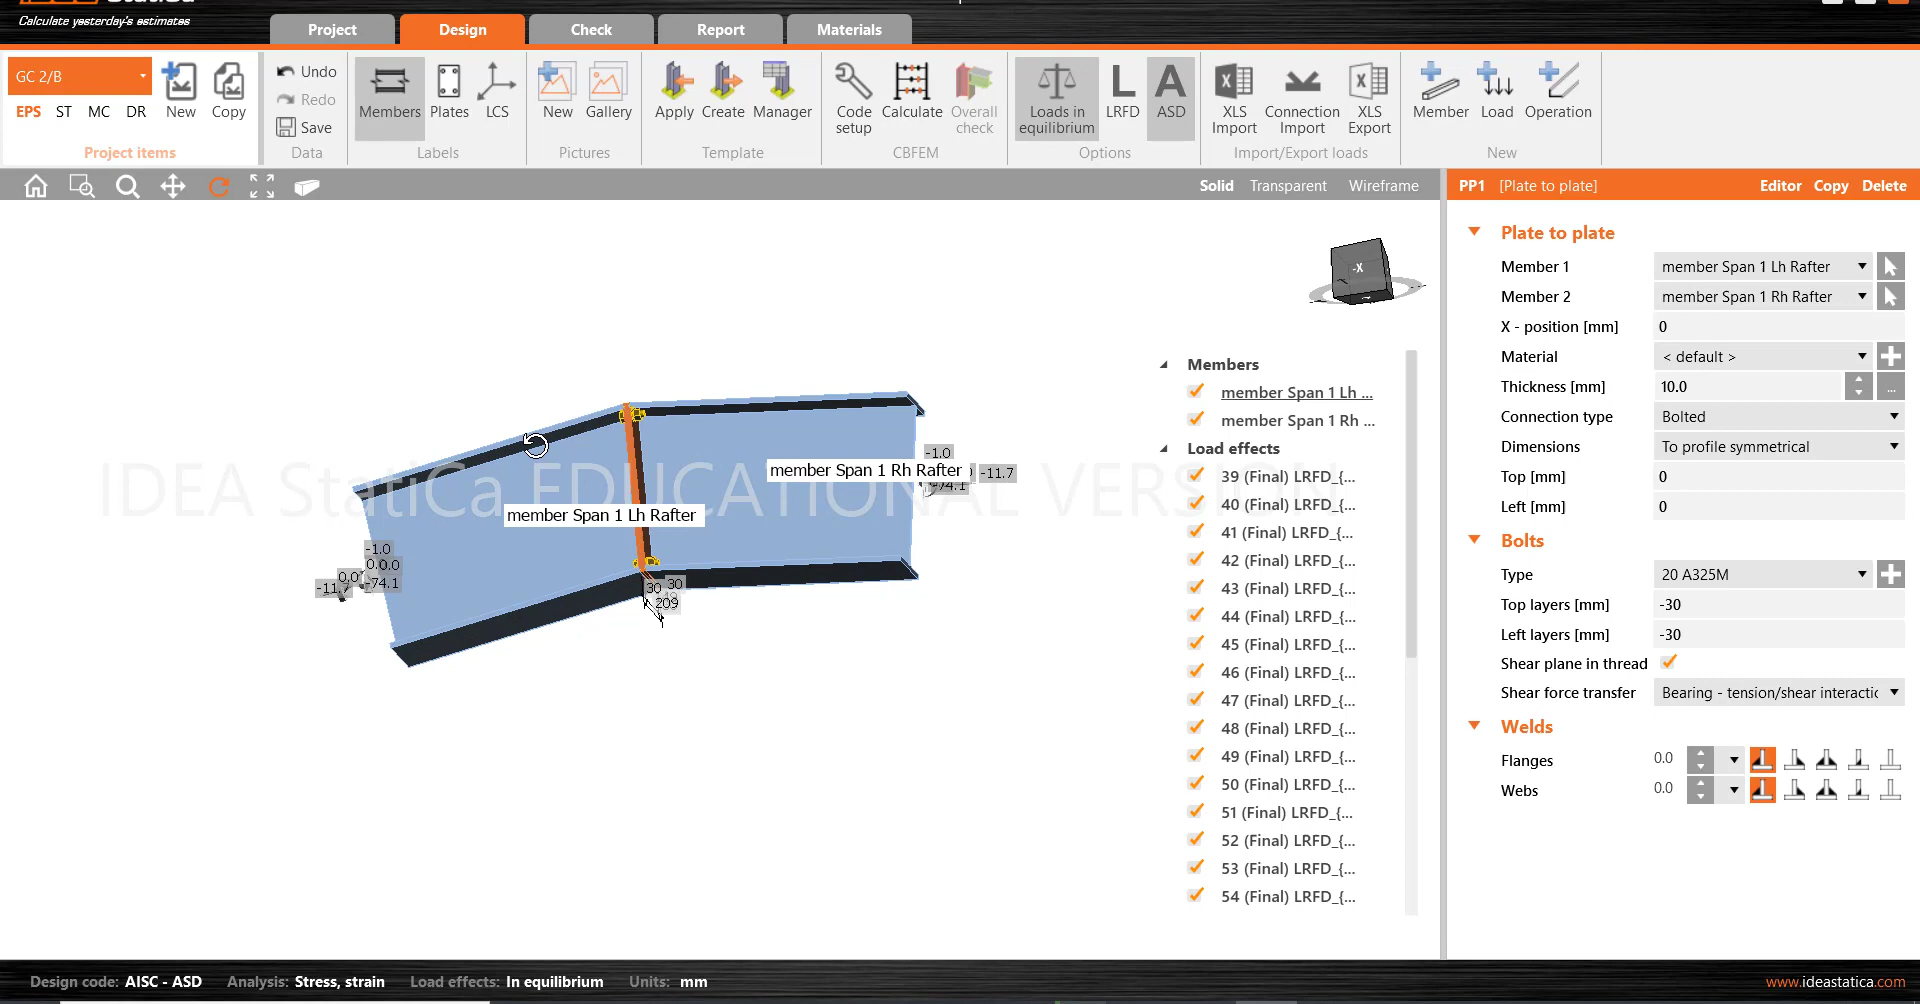 Calculate yesterday's estimates
Project
Design
Check
Report
Materials
GC 2/B
EPS ST MC DR
New
Copy
Project items
Undo
Redo
Save
Data
Members
Plates
LCS
Labels
New
Gallery
Pictures
Apply
Create
Manager
Template
Code
setup
Calculate
Overall
check
CBFEM
Loads in
equilibrium
LRFD
ASD
Options
XLS
Import
Connection
Import
XLS
Export
Import/Export loads
Member
Load
Operation
New
Solid Transparent Wireframe
PP1 [Plate to plate] Editor Copy Delete
-X
IDEA StatiCa EDUCATIONAL VERSION
member Span 1 Rh Rafter
member Span 1 Lh Rafter
-1.0
-11.7
-74.1
-1.0
0.0
-11.7
-74.1
30 30
209
Members
member Span 1 Lh ...
member Span 1 Rh ...
Load effects
39 (Final) LRFD_{...
40 (Final) LRFD_{...
41 (Final) LRFD_{...
42 (Final) LRFD_{...
43 (Final) LRFD_{...
44 (Final) LRFD_{...
45 (Final) LRFD_{...
46 (Final) LRFD_{...
47 (Final) LRFD_{...
48 (Final) LRFD_{...
49 (Final) LRFD_{...
50 (Final) LRFD_{...
51 (Final) LRFD_{...
52 (Final) LRFD_{...
53 (Final) LRFD_{...
54 (Final) LRFD_{...
Plate to plate
Member 1 member Span 1 Lh Rafter
Member 2 member Span 1 Rh Rafter
X - position [mm] 0
Material < default >
Thickness [mm] 10.0 ...
Connection type Bolted
Dimensions To profile symmetrical
Top [mm] 0
Left [mm] 0
Bolts
Type 20 A325M
Top layers [mm] -30
Left layers [mm] -30
Shear plane in thread
Shear force transfer Bearing - tension/shear interactic
Welds
Flanges 0.0
Webs 0.0
Design code: AISC - ASD Analysis: Stress, strain Load effects: In equilibrium Units: mm
www.ideastatica.com